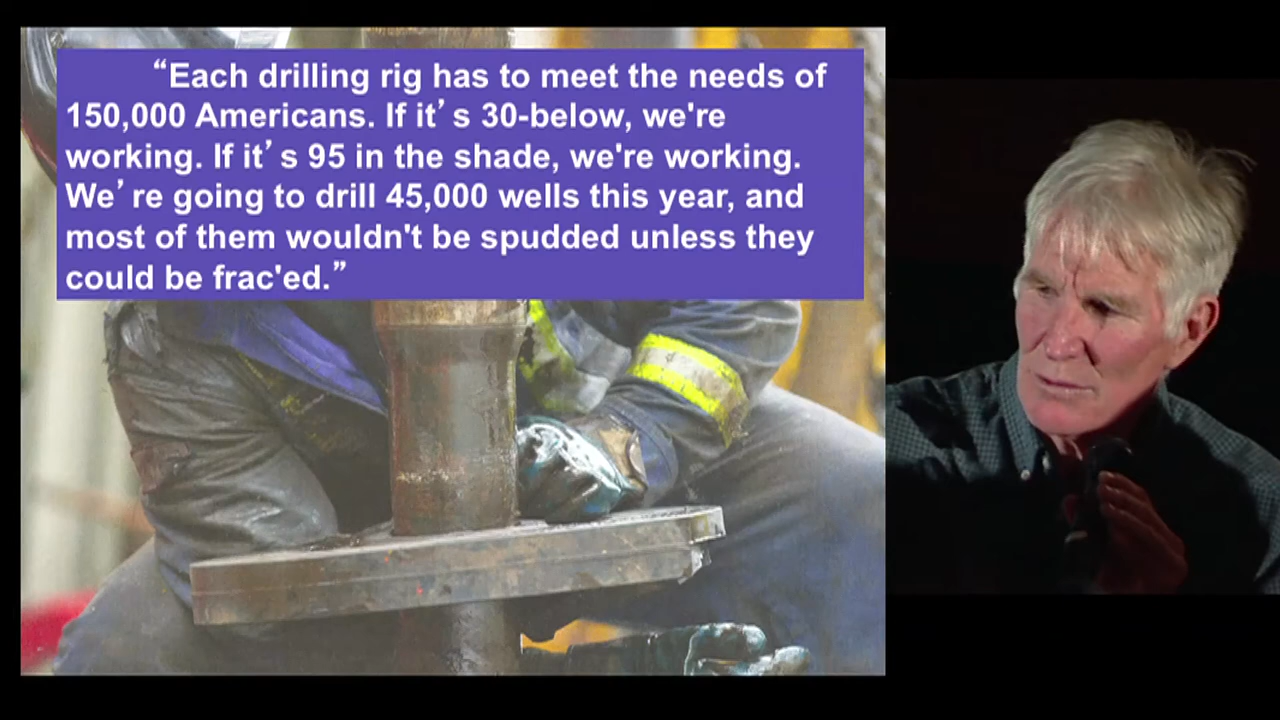 “Each drilling rig has to meet the needs of
150,000 Americans. If it’s 30-below, we're
working. If it’s 95 in the shade, we're working.
We’re going to drill 45,000 wells this year, and
most of them wouldn't be spudded unless they
could be frac'ed.”